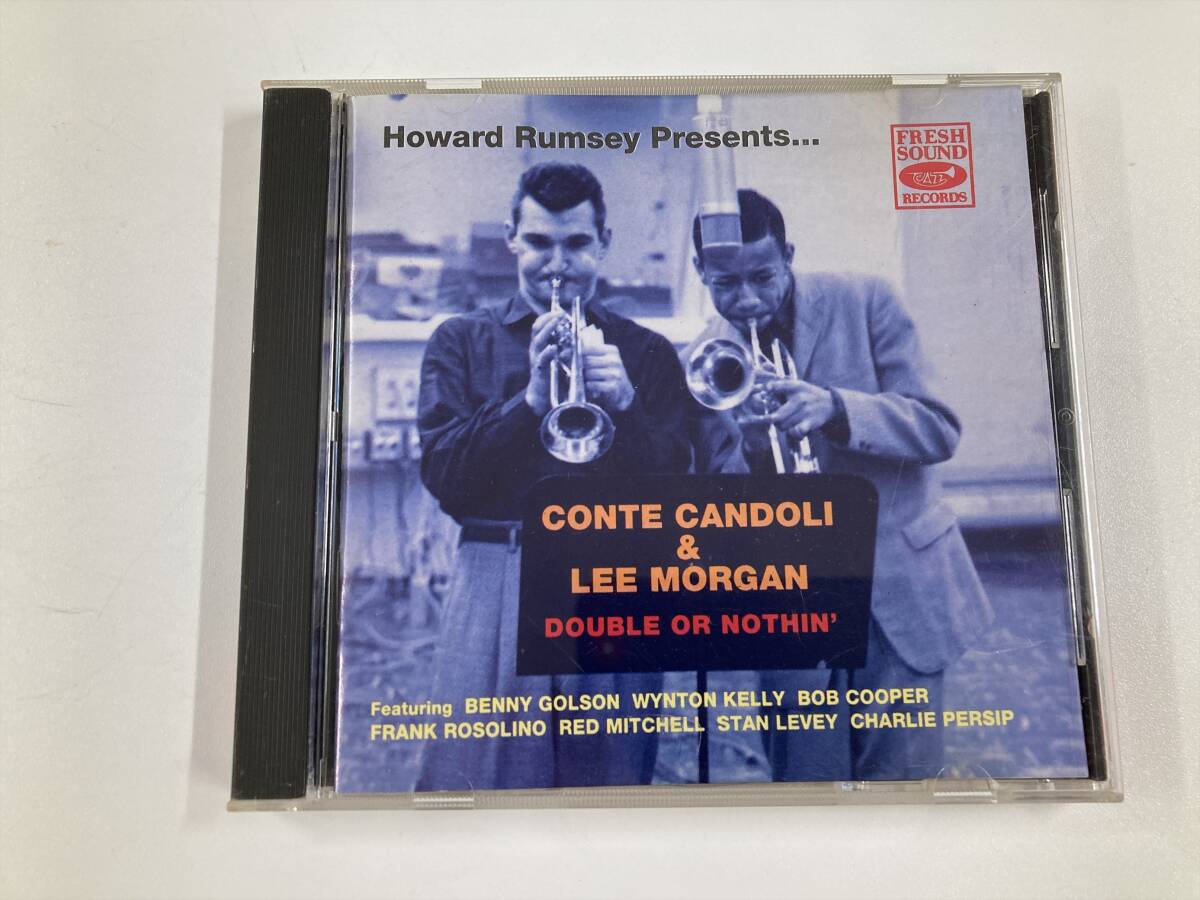 Howard Rumsey Presents...
FRESH
SOUND
JAZZ
RECORDS
CONTE CANDOLI
&
LEE MORGAN
DOUBLE OR NOTHIN'
Featuring BENNY GOLSON WYNTON KELLY BOB COOPER
FRANK ROSOLINO RED MITCHELL STAN LEVEY CHARLIE PERSIP